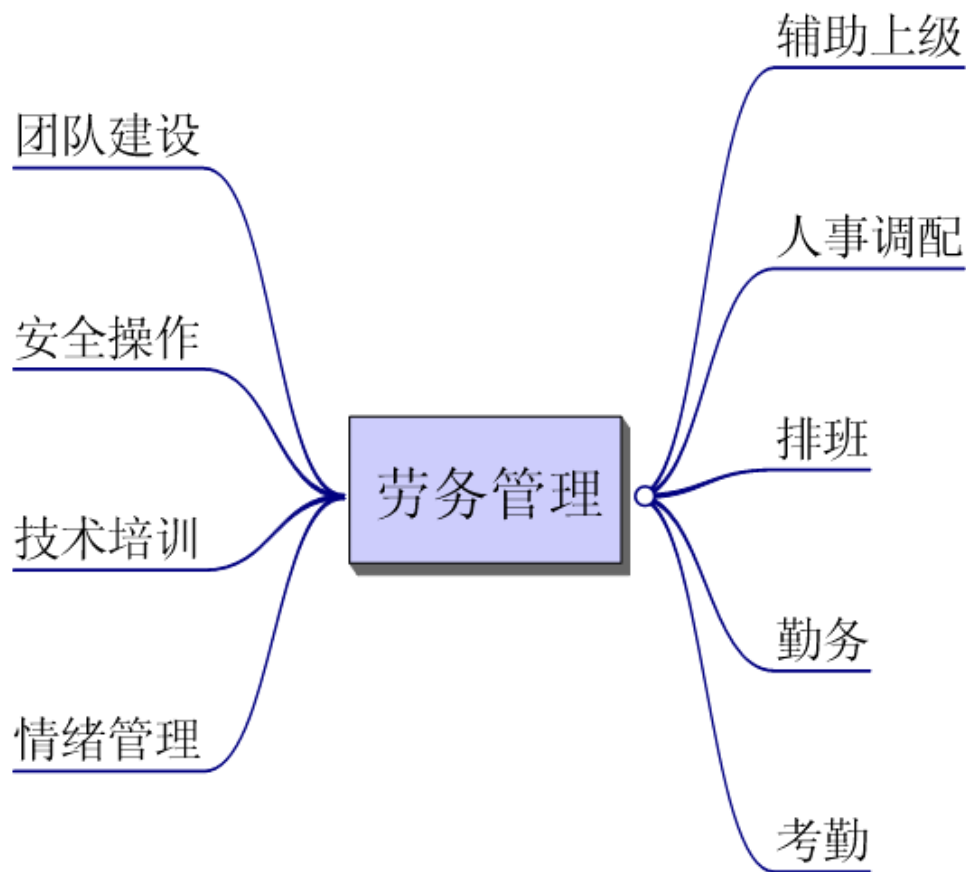 辅助上级
团队建设
人事调配
安全操作
排班
劳务管理
技术培训
勤务
情绪管理
考勤